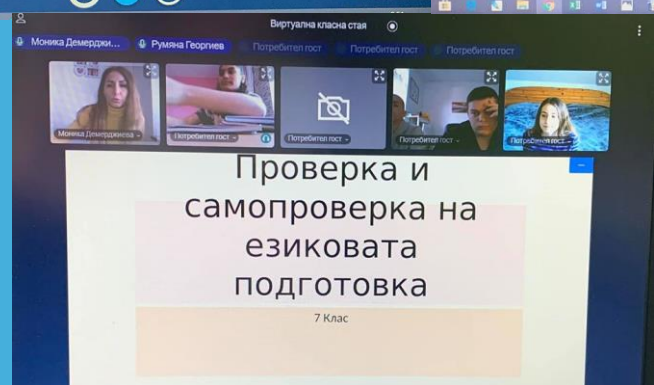 Виртуална класна стая
Моника Демерджи...
Румяна Георгиев
Потребител гост
Потребител гост
Потребител гост
Моника Демерджиева
Потребител гост
Потребител гост
Потребител гост
Потребител гост
Проверка и
самопроверка на
езиковата
подготовка
7 Клас